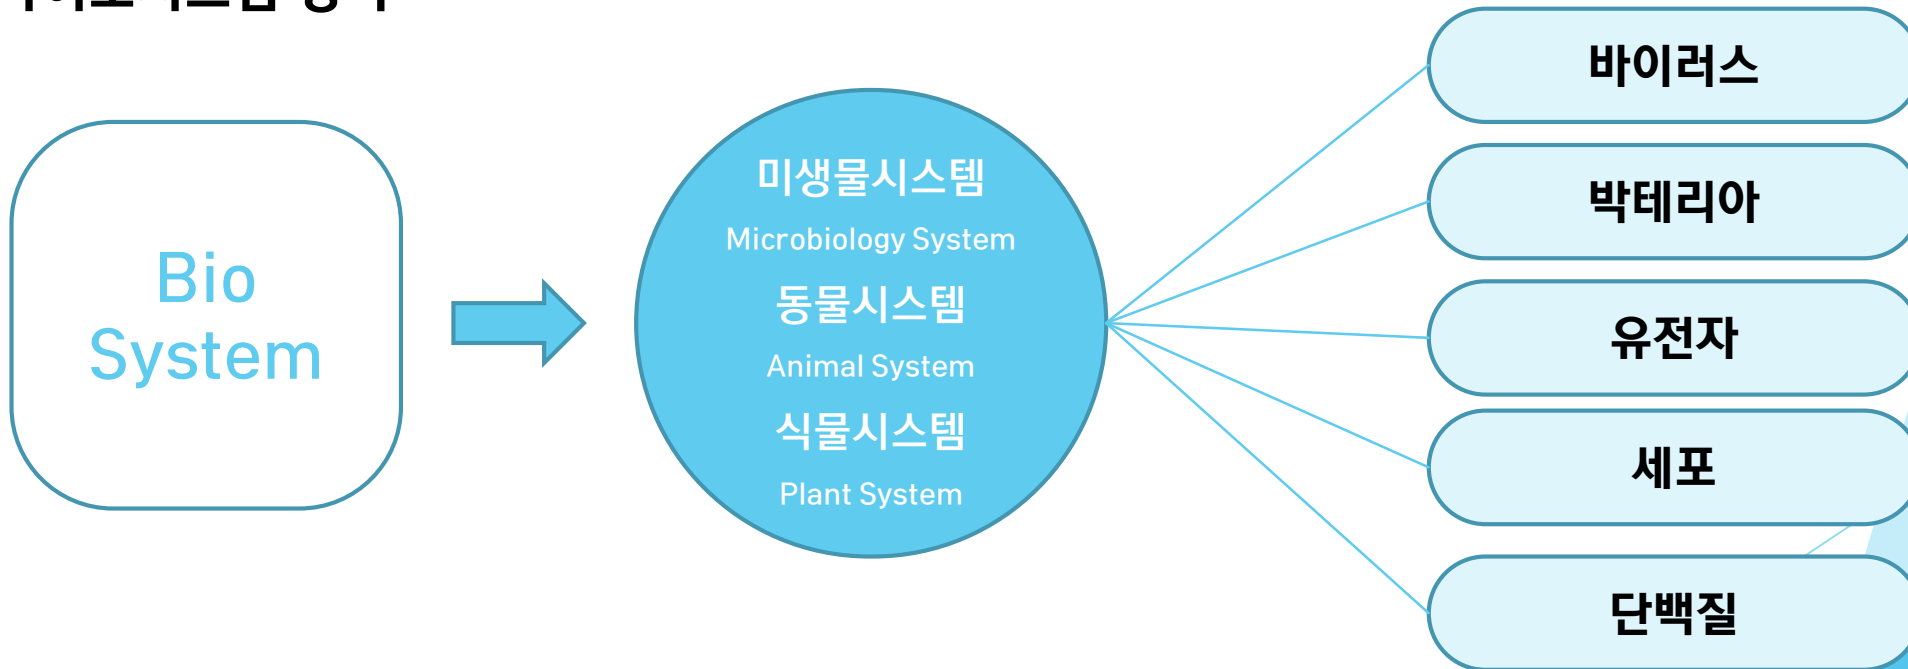 Bio
System
미생물시스템
Microbiology System
동물시스템
Animal System
식물시스템
Plant System
바이러스
박테리아
유전자
세포
단백질